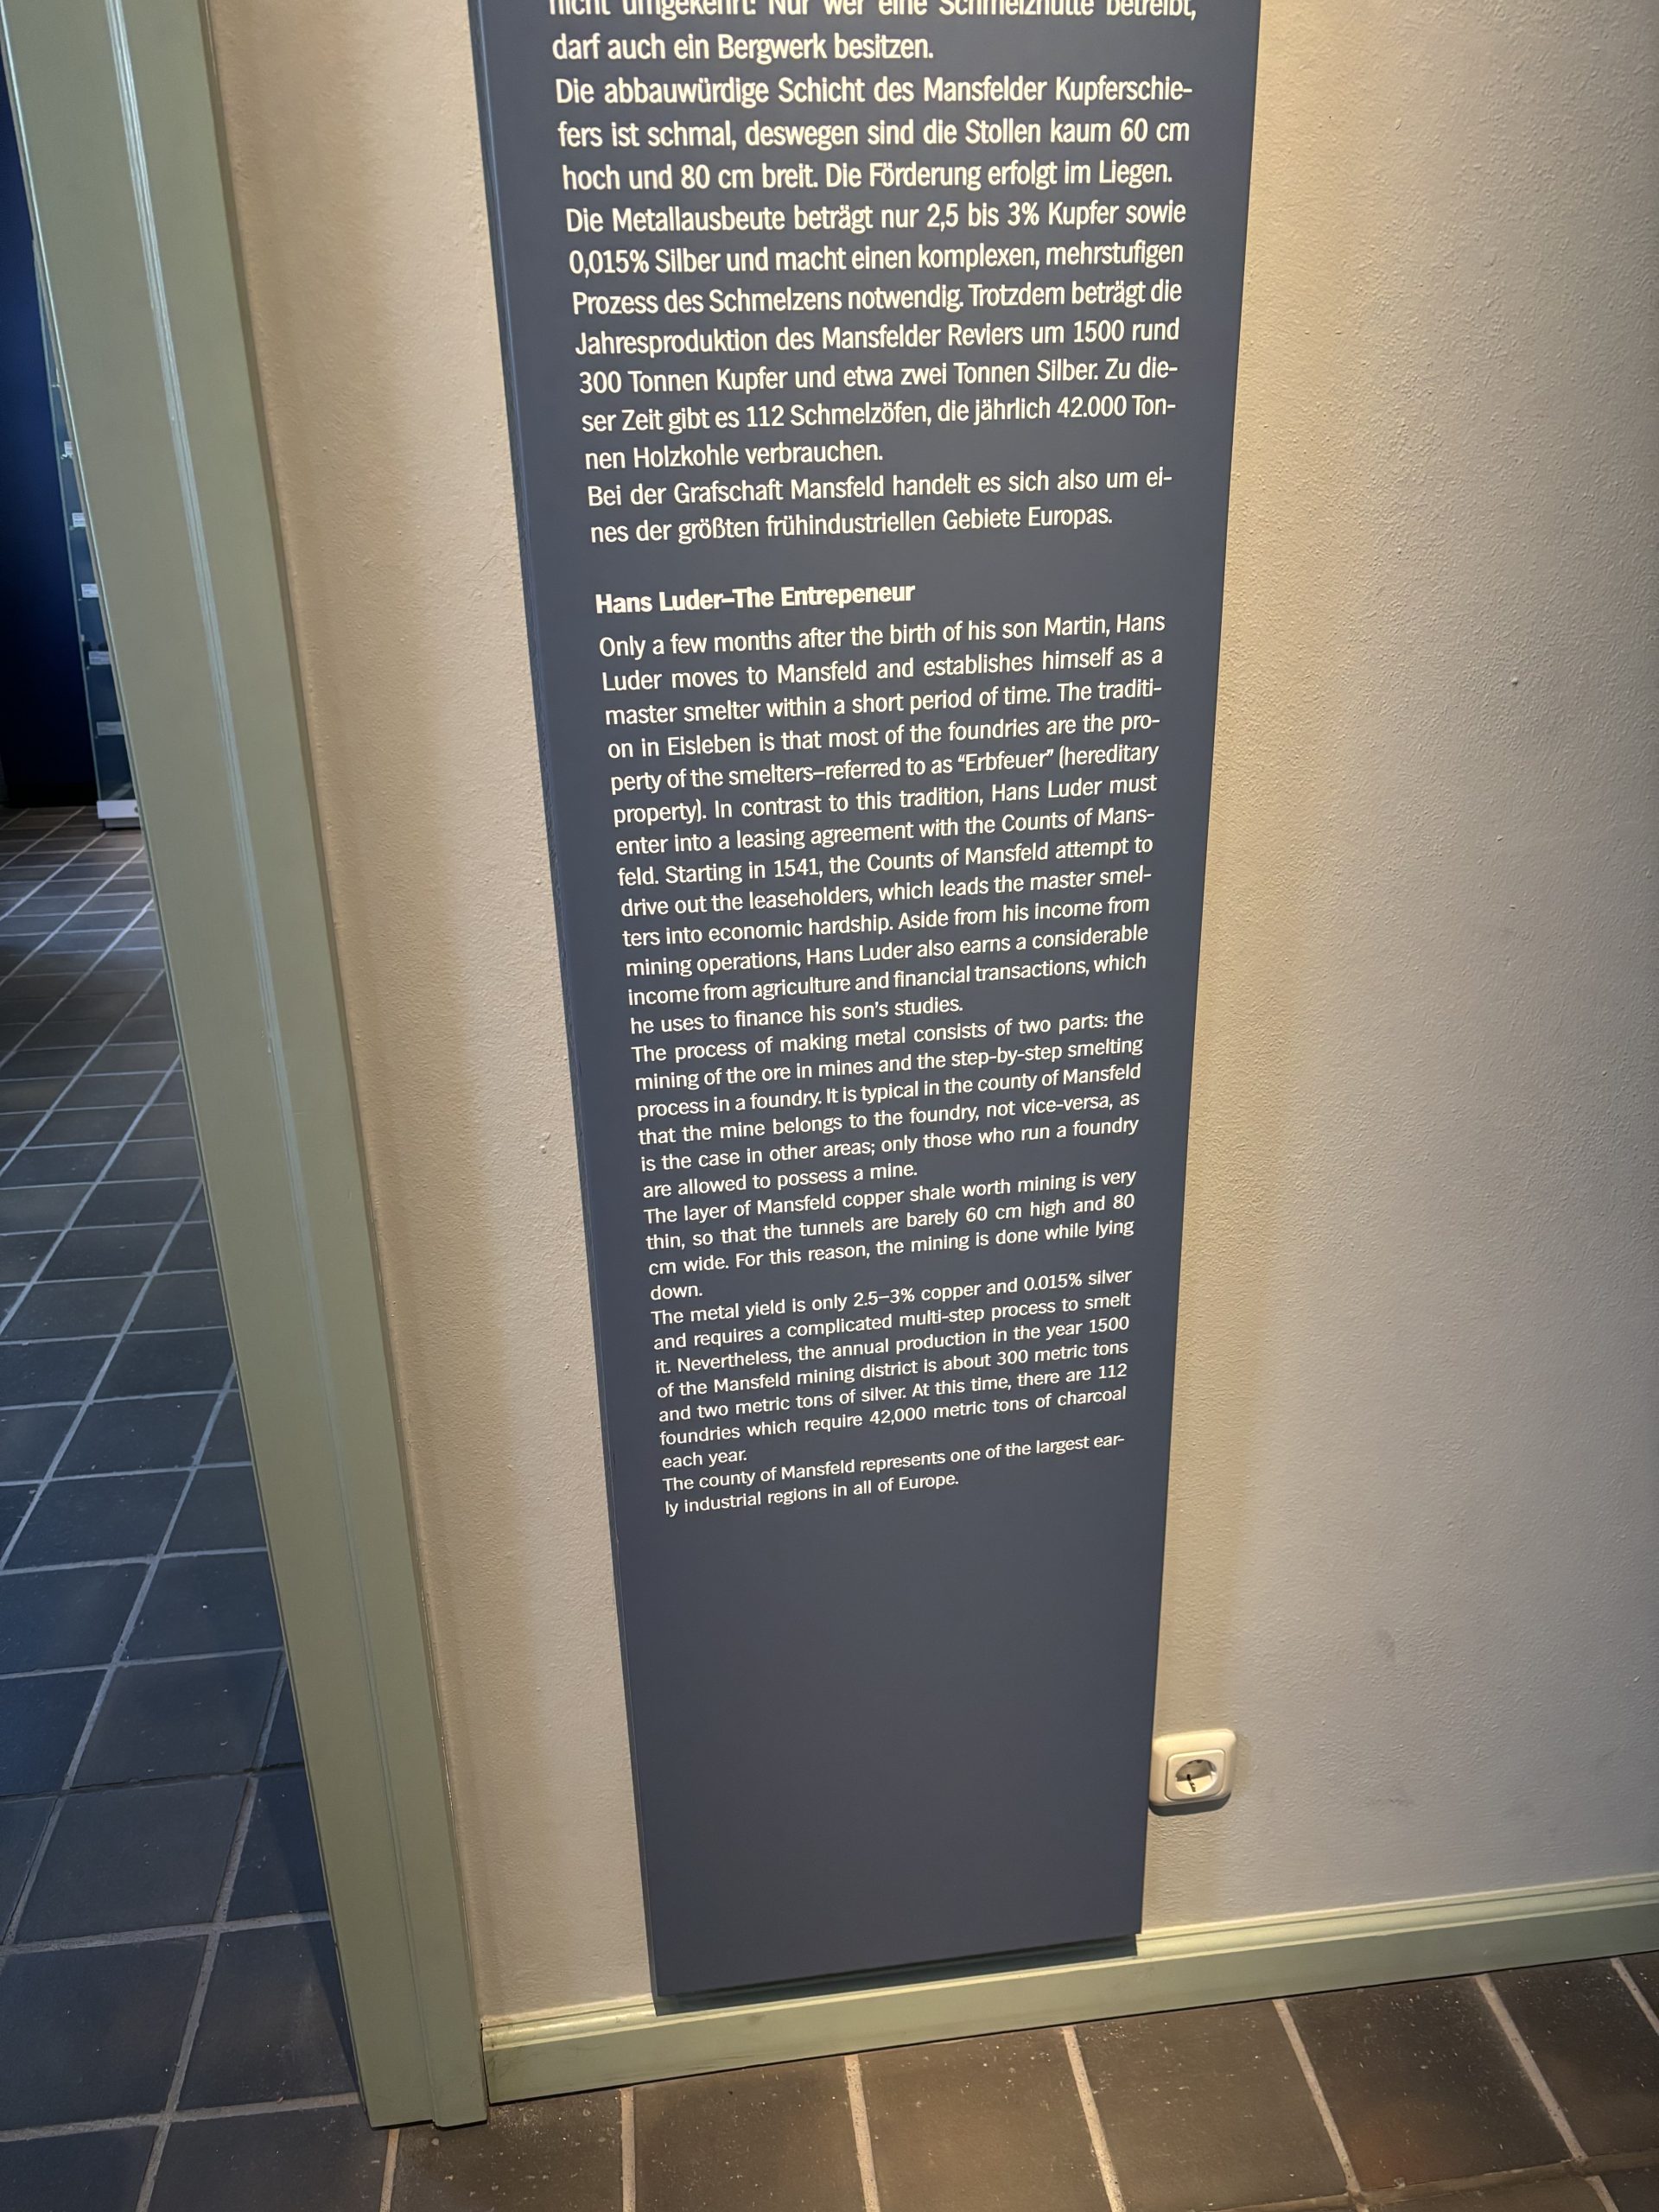 nicht umgekehrt: Nur wer eine Schmelzhütte betreibt,
darf auch ein Bergwerk besitzen.
Die abbauwürdige Schicht des Mansfelder Kupferschie-
fers ist schmal, deswegen sind die Stollen kaum 60 cm
hoch und 80 cm breit. Die Förderung erfolgt im Liegen.
Die Metallausbeute beträgt nur 2,5 bis 3% Kupfer sowie
0,015% Silber und macht einen komplexen, mehrstufigen
Prozess des Schmelzens notwendig. Trotzdem beträgt die
Jahresproduktion des Mansfelder Reviers um 1500 rund
300 Tonnen Kupfer und etwa zwei Tonnen Silber. Zu die-
ser Zeit gibt es 112 Schmelzöfen, die jährlich 42.000 Ton-
nen Holzkohle verbrauchen.
Bei der Grafschaft Mansfeld handelt es sich also um ei-
nes der größten frühindustriellen Gebiete Europas.
Hans Luder–The Entrepeneur
Only a few months after the birth of his son Martin, Hans
Luder moves to Mansfeld and establishes himself as a
master smelter within a short period of time. The traditi-
on in Eisleben is that most of the foundries are the pro-
perty of the smelters–referred to as “Erbfeuer” (hereditary
property). In contrast to this tradition, Hans Luder must
enter into a leasing agreement with the Counts of Mans-
feld. Starting in 1541, the Counts of Mansfeld attempt to
drive out the leaseholders, which leads the master smel-
ters into economic hardship. Aside from his income from
mining operations, Hans Luder also earns a considerable
income from agriculture and financial transactions, which
he uses to finance his son’s studies.
The process of making metal consists of two parts: the
mining of the ore in mines and the step-by-step smelting
process in a foundry. It is typical in the county of Mansfeld
that the mine belongs to the foundry, not vice-versa, as
is the case in other areas; only those who run a foundry
are allowed to possess a mine.
The layer of Mansfeld copper shale worth mining is very
thin, so that the tunnels are barely 60 cm high and 80
cm wide. For this reason, the mining is done while lying
down.
The metal yield is only 2.5–3% copper and 0.015% silver
and requires a complicated multi-step process to smelt
it. Nevertheless, the annual production in the year 1500
of the Mansfeld mining district is about 300 metric tons
and two metric tons of silver. At this time, there are 112
foundries which require 42,000 metric tons of charcoal
each year.
The county of Mansfeld represents one of the largest ear-
ly industrial regions in all of Europe.